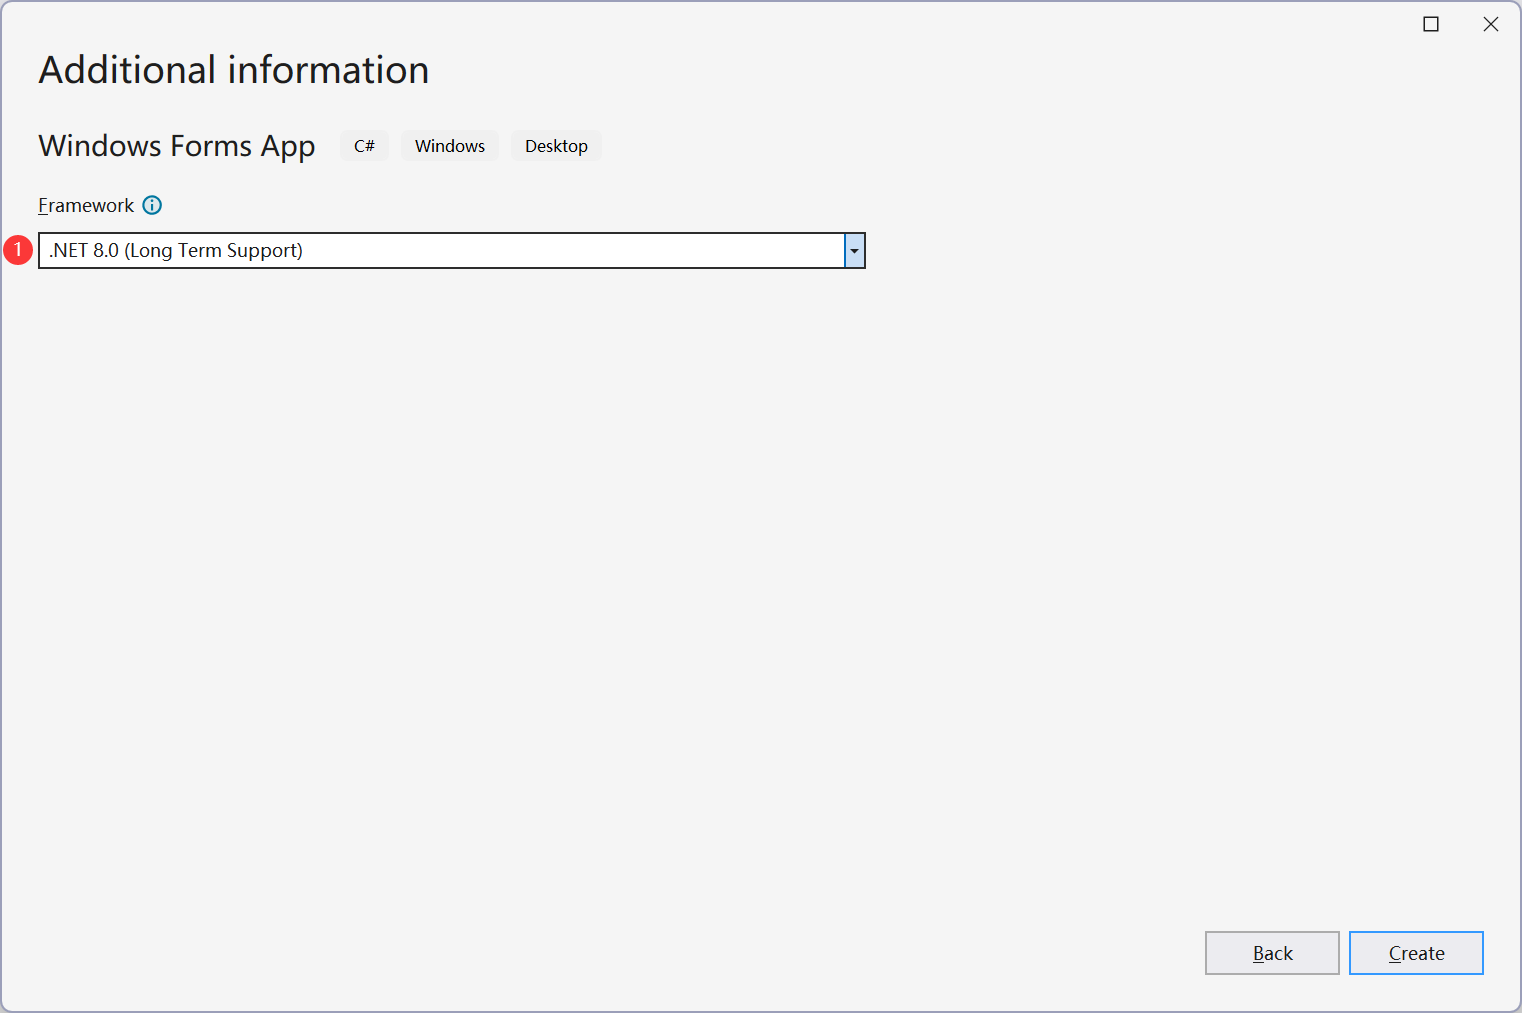 Additional information
Windows Forms App C# Windows Desktop
Framework
1 .NET 8.0 (Long Term Support)
Back Create